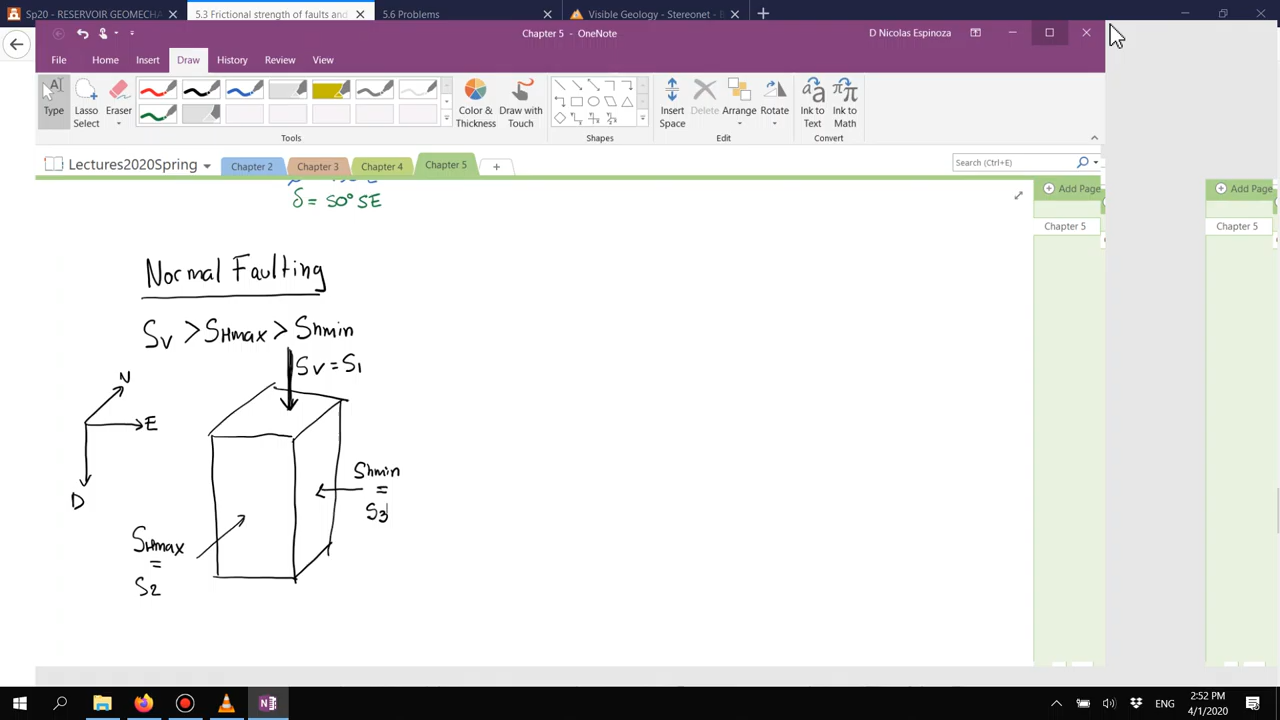 Sp20 - RESERVOIR GEOMECHA
5.3 Frictional strength of faults and
5.6 Problems
Visible Geology - Stereonet - B
Chapter 5 - OneNote
D Nicolas Espinoza
File
Home
Insert
Draw
History
Review
View
Type
Lasso Select
Eraser
Color & Thickness
Draw with Touch
Insert Space
Delete
Arrange
Rotate
Ink to Text
Ink to Math
Tools
Shapes
Edit
Convert
Lectures2020Spring
Chapter 2
Chapter 3
Chapter 4
Chapter 5
Search (Ctrl+E)
Add Page
Add Page
Chapter 5
Chapter 5
δ = 50° SE
Normal Faulting
Sv > SHmax > Shmin
Sv = S1
N
E
D
Shmin
=
S3
SHmax
=
S2
ENG
2:52 PM
4/1/2020